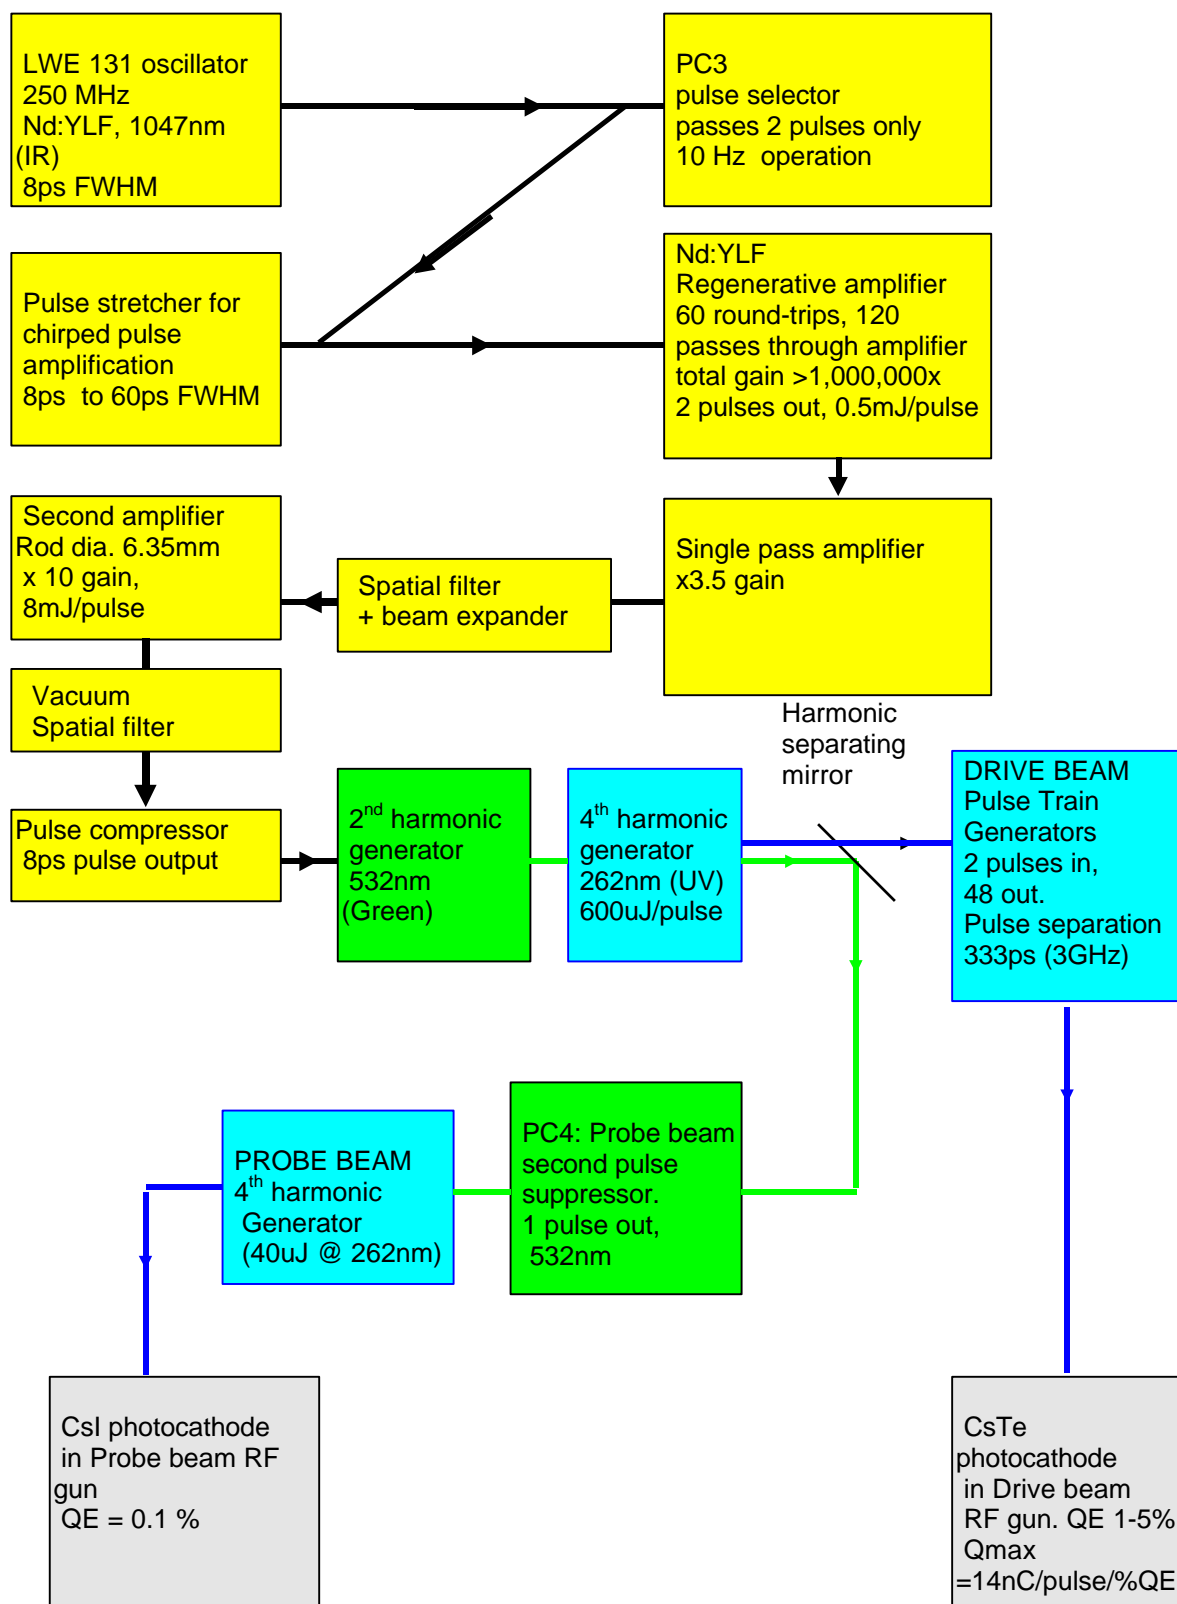 LWE 131 oscillator
250 MHz
Nd:YLF, 1047nm
(IR)
8ps FWHM
PC3
pulse selector
passes 2 pulses only
10 Hz operation
Pulse stretcher for
chirped pulse
amplification
8ps to 60ps FWHM
Nd:YLF
Regenerative amplifier
60 round-trips, 120
passes through amplifier
total gain >1,000,000x
2 pulses out, 0.5mJ/pulse
Second amplifier
Rod dia. 6.35mm
x 10 gain,
8mJ/pulse
Spatial filter
+ beam expander
Single pass amplifier
x3.5 gain
Vacuum
Spatial filter
Harmonic
separating
mirror
Pulse compressor
8ps pulse output
2nd harmonic
generator
532nm
(Green)
4th harmonic
generator
262nm (UV)
600uJ/pulse
DRIVE BEAM
Pulse Train
Generators
2 pulses in,
48 out.
Pulse separation
333ps (3GHz)
PROBE BEAM
4th harmonic
Generator
(40uJ @ 262nm)
PC4: Probe beam
second pulse
suppressor.
1 pulse out,
532nm
CsI photocathode
in Probe beam RF
gun
QE = 0.1 %
CsTe
photocathode
in Drive beam
RF gun. QE 1-5%
Qmax
=14nC/pulse/%QE